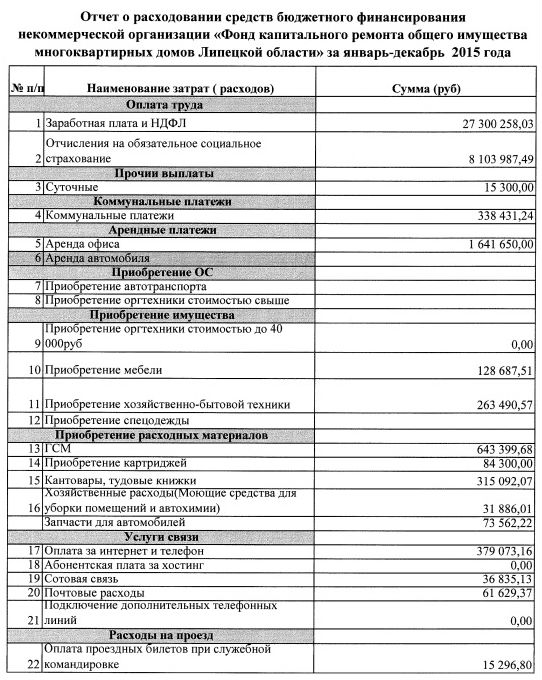 Отчет о расходовании средств бюджетного финансирования
некоммерческой организации «Фонд капитального ремонта общего имущества
многоквартирных домов Липецкой области» за январь-декабрь 2015 года
№ п/п Наименование затрат ( расходов) Сумма (руб)
Оплата труда
1 Заработная плата и НДФЛ 27 300 258,03
Отчисления на обязательное социальное
2 страхование 8 103 987,49
Прочии выплаты
3 Суточные 15 300,00
Коммунальные платежи
4 Коммунальные платежи 338 431,24
Арендные платежи
5 Аренда офиса 1 641 650,00
6 Аренда автомобиля
Приобретение ОС
7 Приобретение автотранспорта
8 Приобретение оргтехники стоимостью свыше
Приобретение имущества
Приобретение оргтехники стоимостью до 40
9 000руб 0,00
10 Приобретение мебели 128 687,51
11 Приобретение хозяйственно-бытовой техники 263 490,57
12 Приобретение спецодежды
Приобретение расходных материалов
13 ГСМ 643 399,68
14 Приобретение картриджей 84 300,00
15 Кантовары, тудовые книжки 315 092,07
Хозяйственные расходы(Моющие средства для
16 уборки помещений и автохимии) 31 886,01
Запчасти для автомобилей 73 562,22
Услуги связи
17 Оплата за интернет и телефон 379 073,16
18 Абонентская плата за хостинг 0,00
19 Сотовая связь 36 835,13
20 Почтовые расходы 61 629,37
Подключение дополнительных телефонных
21 линий 0,00
Расходы на проезд
Оплата проездных билетов при служебной
22 командировке 15 296,80